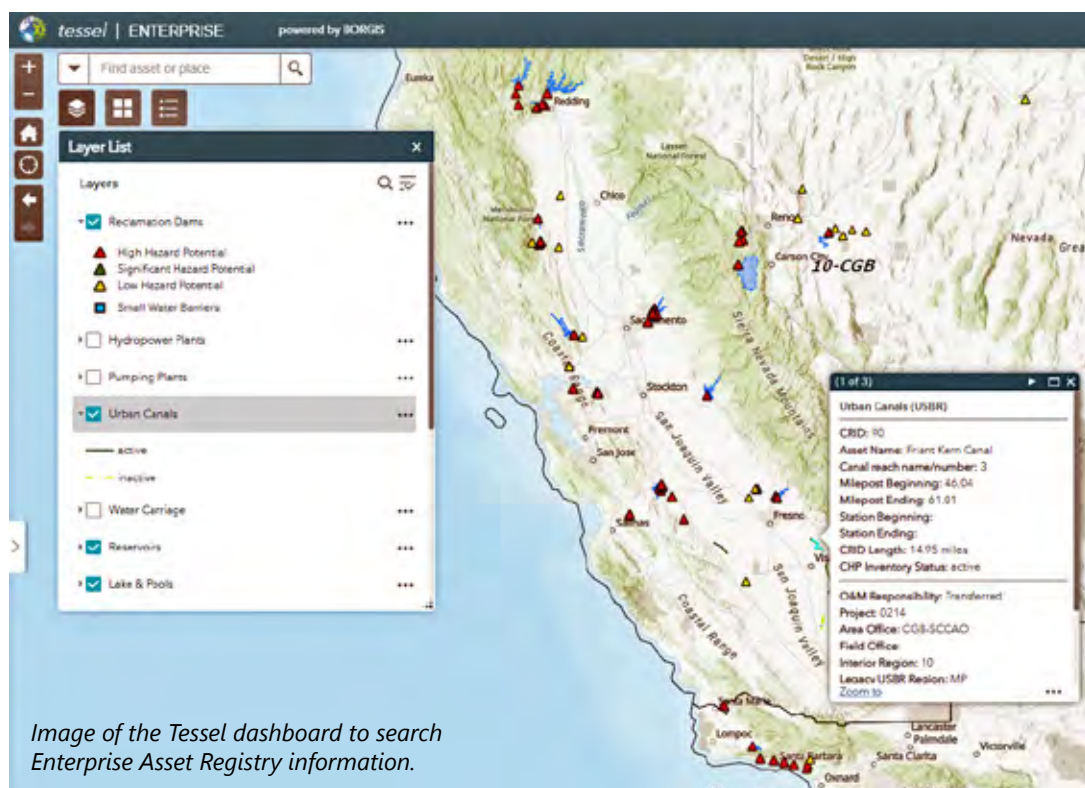 tessel | ENTERPRISE
powered by BORGIS
Find asset or place
Layer List
Layers
Reclamation Dams
High Hazard Potential
Significant Hazard Potential
Low Hazard Potential
Small Water Barriers
Hydropower Plants
Pumping Plants
Urban Canals
active
inactive
Water Carriage
Reservoirs
Lake & Pools
Eureka
Redding
Desert / High
Rock Canyon
Lassen
National Forest
Chico
Reno
Carson City
10-CGB
Nevada
Grea
Sacramento
Sierra Nevada Mountains
Stockton
Fremont
San Jose
San Joaquin Valley
Fresno
Salinas
San Joaquin Valley
Coastal Range
Santa Maria
Lompoc
Santa Barbara
Oxnard
Santa Clarita
Lancaster
Palmdale
Victorville
(1 of 3)
Urban Canals (USBR)
CRID: 90
Asset Name: Friant Kern Canal
Canal reach name/number: 3
Milepost Beginning: 46.04
Milepost Ending: 61.01
Station Beginning:
Station Ending:
CRID Length: 14.95 miles
CHP Inventory Status: active
O&M Responsibility: Transferred
Project: 0214
Area Office: CGB-SCCAO
Field Office:
Interior Region: 10
Legacy USBR Region: MP
Zoom to
Image of the Tessel dashboard to search
Enterprise Asset Registry information.